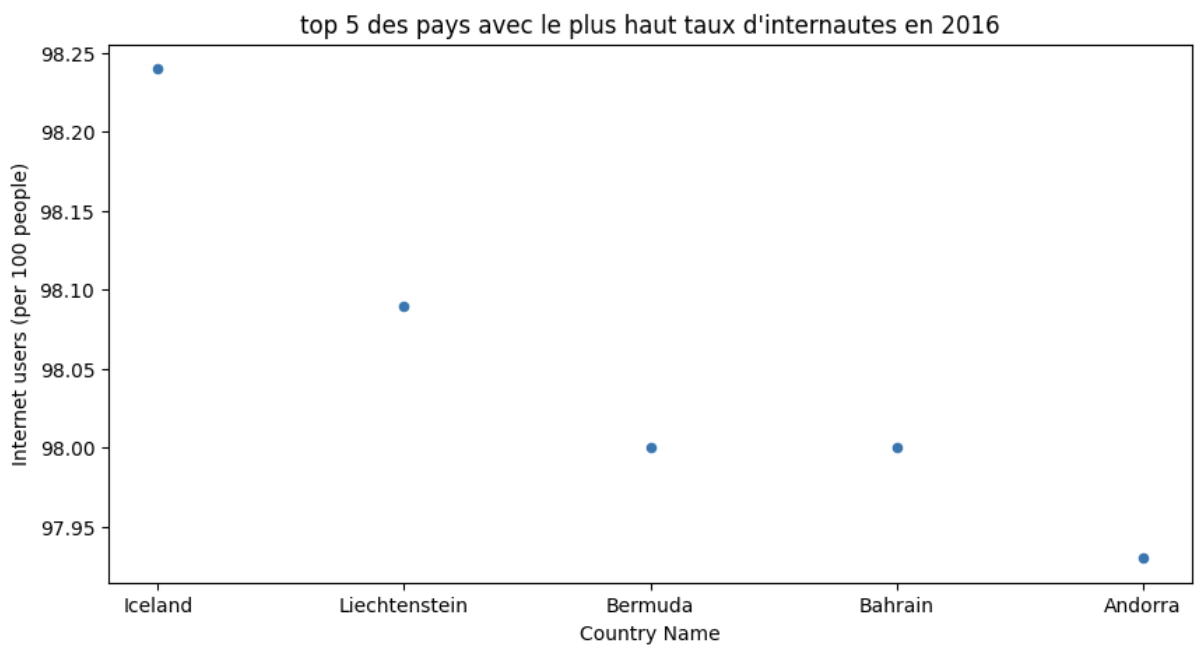 top 5 des pays avec le plus haut taux d'internautes en 2016
Internet users (per 100 people)
98.25
98.20
98.15
98.10
98.05
98.00
97.95
Iceland Liechtenstein Bermuda Bahrain Andorra
Country Name